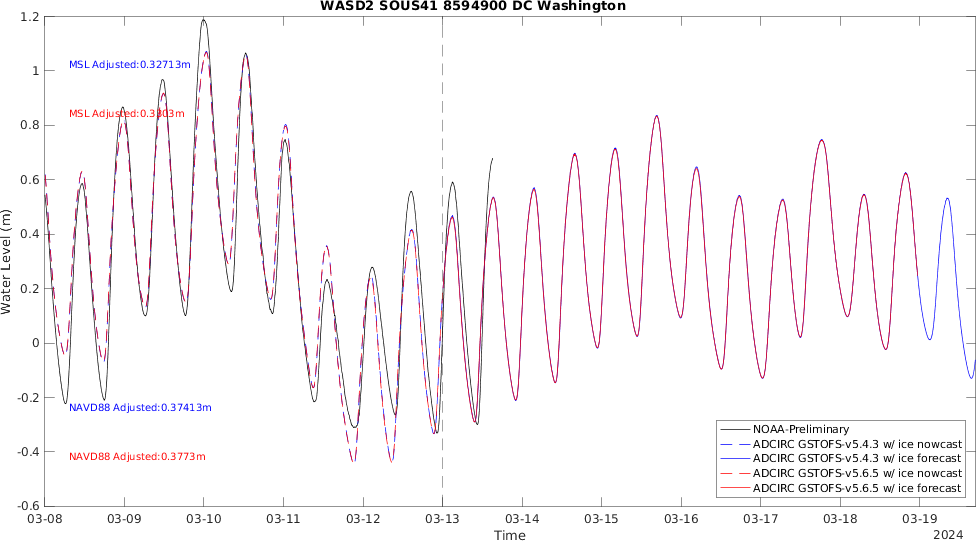 WASD2 SOUS41 8594900 DC Washington
1.2
1
0.8
0.6
0.4
0.2
0
-0.2
-0.4
-0.6
Water Level (m)
MSL Adjusted:0.32713m
MSL Adjusted:0.3303m
NAVD88 Adjusted:0.37413m
NAVD88 Adjusted:0.3773m
NOAA-Preliminary
ADCIRC GSTOFS-v5.4.3 w/ ice nowcast
ADCIRC GSTOFS-v5.4.3 w/ ice forecast
ADCIRC GSTOFS-v5.6.5 w/ ice nowcast
ADCIRC GSTOFS-v5.6.5 w/ ice forecast
03-08 03-09 03-10 03-11 03-12 03-13 03-14 03-15 03-16 03-17 03-18 03-19
Time
2024